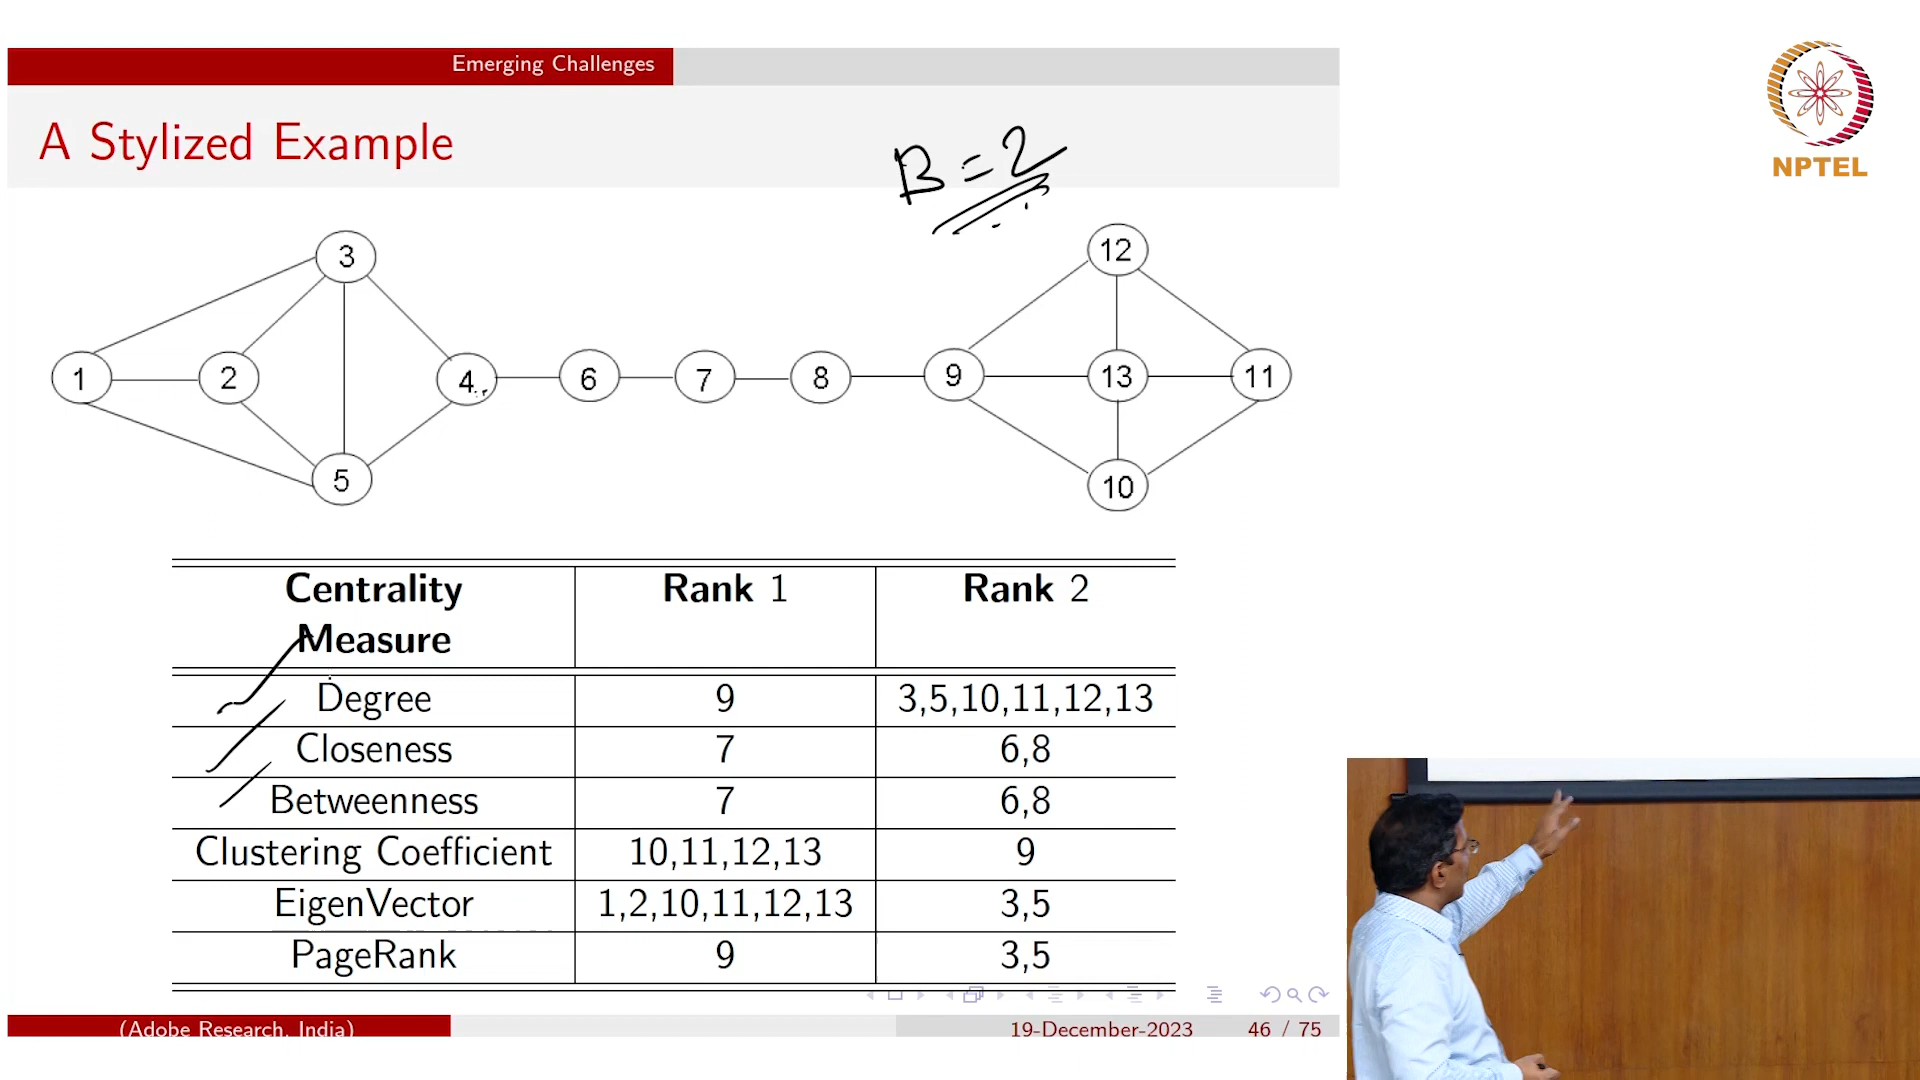 Emerging Challenges
A Stylized Example
B = 2
NPTEL
3
12
1
2
4
6
7
8
9
13
11
5
10
Centrality Measure Rank 1 Rank 2
Degree 9 3,5,10,11,12,13
Closeness 7 6,8
Betweenness 7 6,8
Clustering Coefficient 10,11,12,13 9
EigenVector 1,2,10,11,12,13 3,5
PageRank 9 3,5
(Adobe Research, India) 19-December-2023 46 / 75